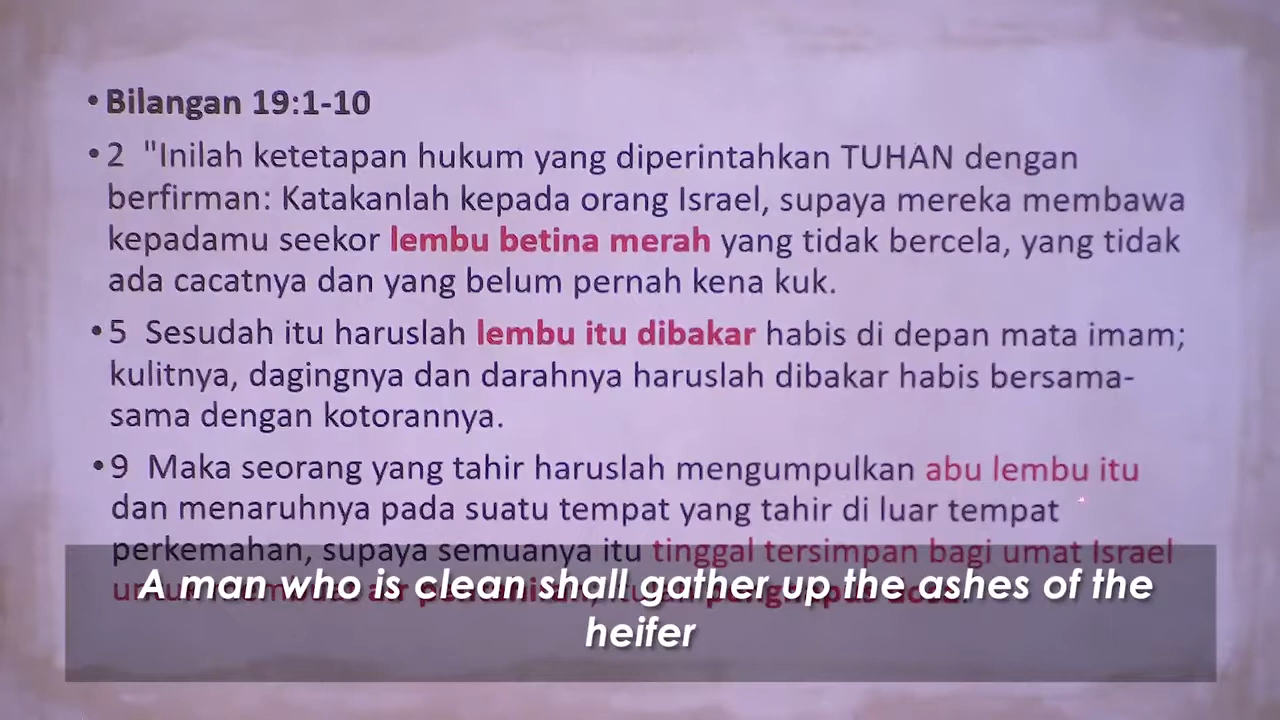 • Bilangan 19:1-10
• 2 "Inilah ketetapan hukum yang diperintahkan TUHAN dengan
berfirman: Katakanlah kepada orang Israel, supaya mereka membawa
kepadamu seekor lembu betina merah yang tidak bercela, yang tidak
ada cacatnya dan yang belum pernah kena kuk.
• 5 Sesudah itu haruslah lembu itu dibakar habis di depan mata imam;
kulitnya, dagingnya dan darahnya haruslah dibakar habis bersama-
sama dengan kotorannya.
• 9 Maka seorang yang tahir haruslah mengumpulkan abu lembu itu
dan menaruhnya pada suatu tempat yang tahir di luar tempat
perkemahan, supaya semuanya itu tinggal tersimpan bagi umat Israel
A man who is clean shall gather up the ashes of the
heifer